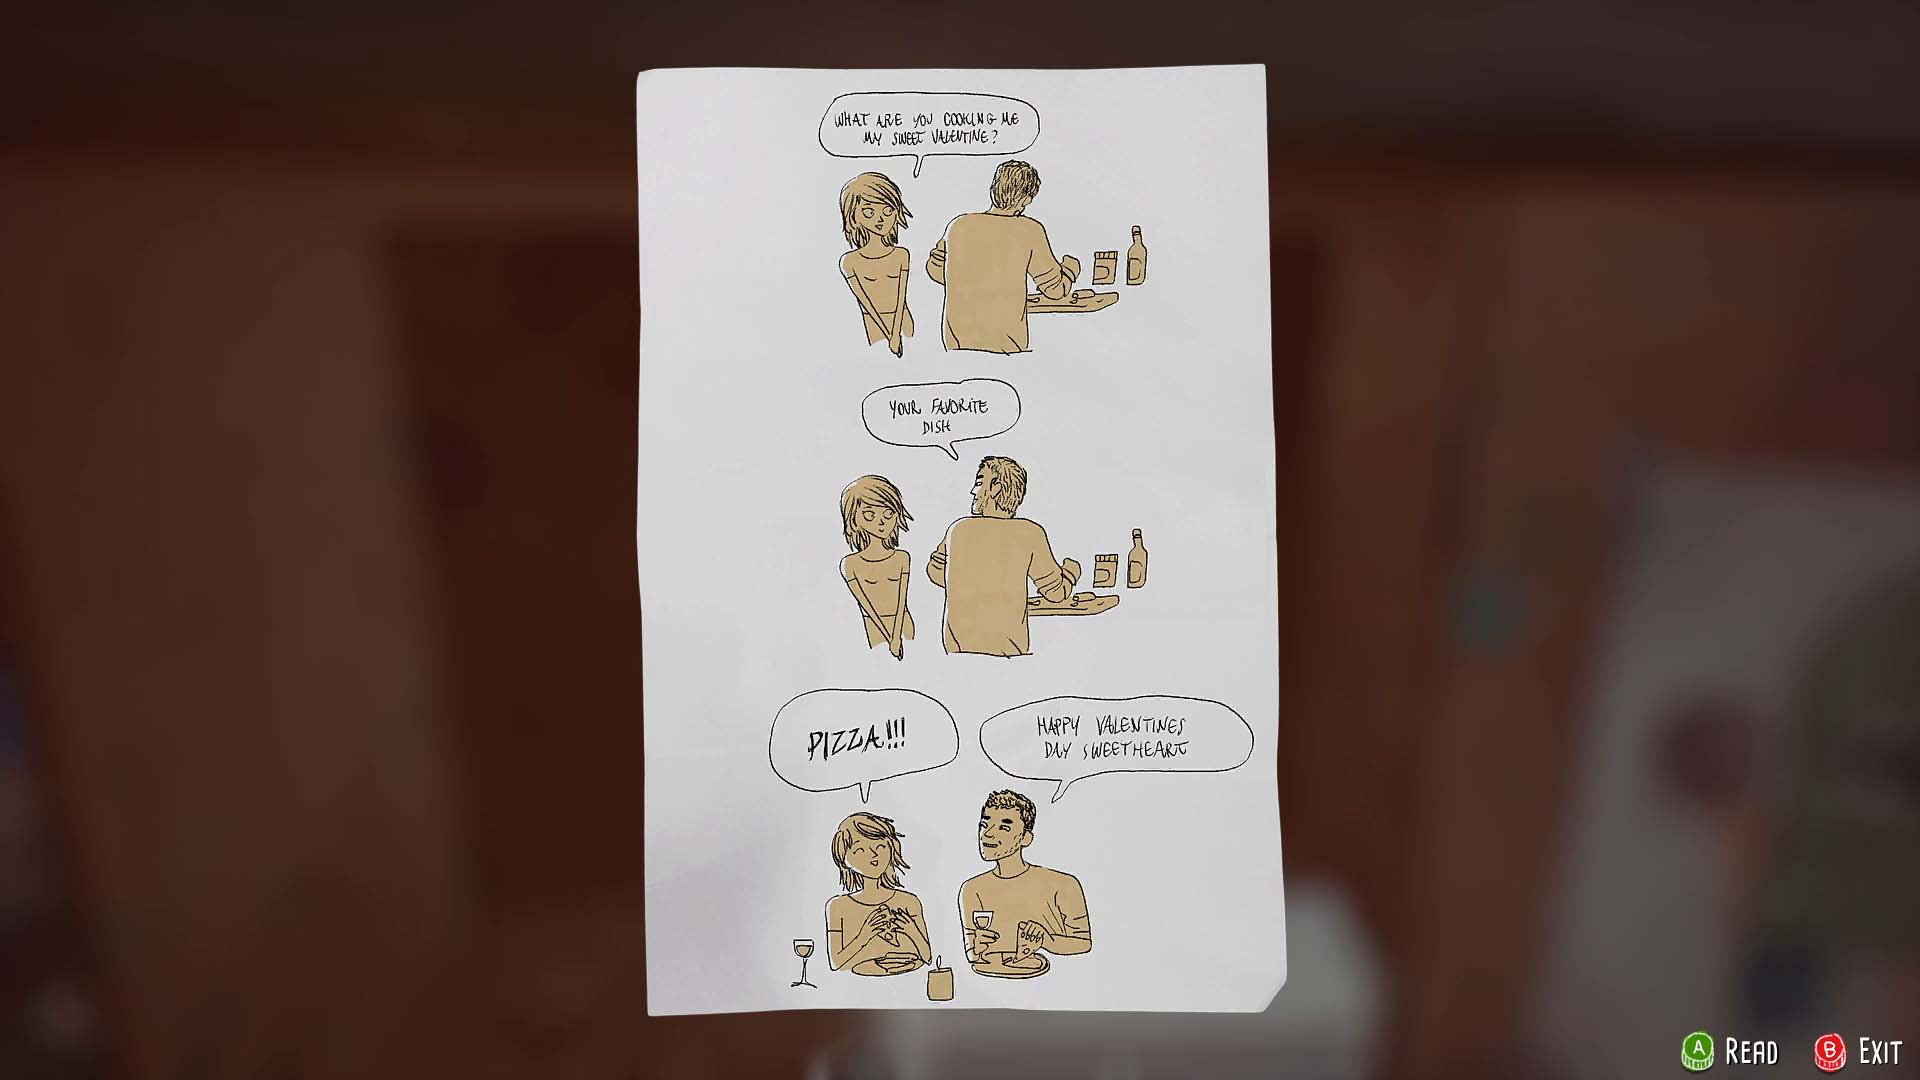 WHAT ARE YOU COOKING ME
MY SWEET VALENTINE?
YOUR FAVORITE
DISH
PIZZA!!!
HAPPY VALENTINES
DAY SWEETHEART
A READ B EXIT